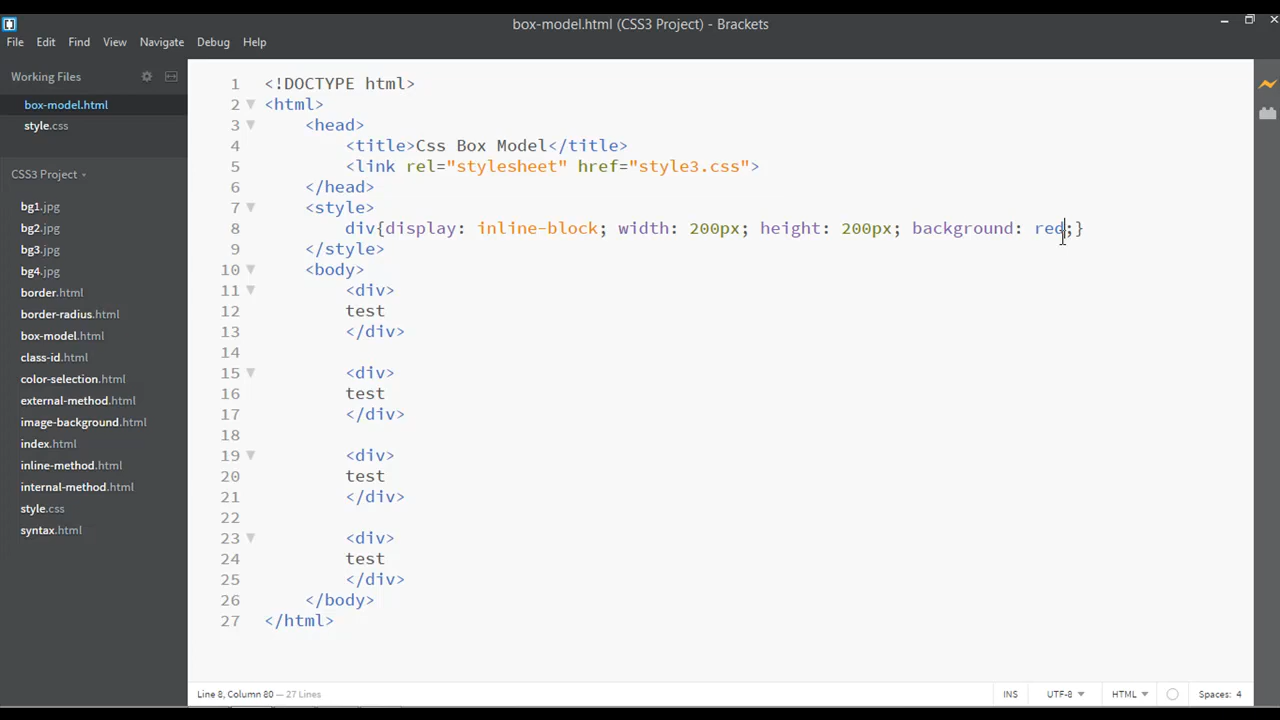 box-model.html (CSS3 Project) - Brackets
File Edit Find View Navigate Debug Help
Working Files
box-model.html
style.css
CSS3 Project
bg1.jpg
bg2.jpg
bg3.jpg
bg4.jpg
border.html
border-radius.html
box-model.html
class-id.html
color-selection.html
external-method.html
image-background.html
index.html
inline-method.html
internal-method.html
style.css
syntax.html
1 <!DOCTYPE html>
2 <html>
3 <head>
4 <title>Css Box Model</title>
5 <link rel="stylesheet" href="style3.css">
6 </head>
7 <style>
8 div{display: inline-block; width: 200px; height: 200px; background: red;}
9 </style>
10 <body>
11 <div>
12 test
13 </div>
14
15 <div>
16 test
17 </div>
18
19 <div>
20 test
21 </div>
22
23 <div>
24 test
25 </div>
26 </body>
27 </html>
Line 8, Column 80 — 27 Lines
INS UTF-8 HTML Spaces: 4